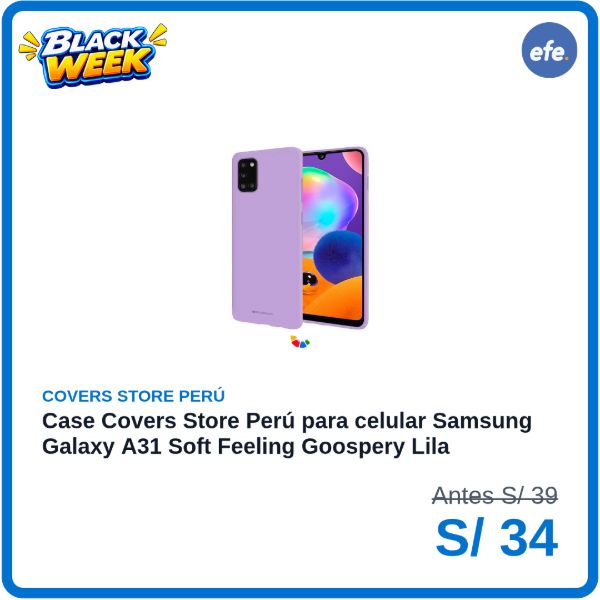 BLACK
WEEK
efe.
COVERS STORE PERÚ
Case Covers Store Perú para celular Samsung
Galaxy A31 Soft Feeling Goospery Lila
Antes S/ 39
S/ 34